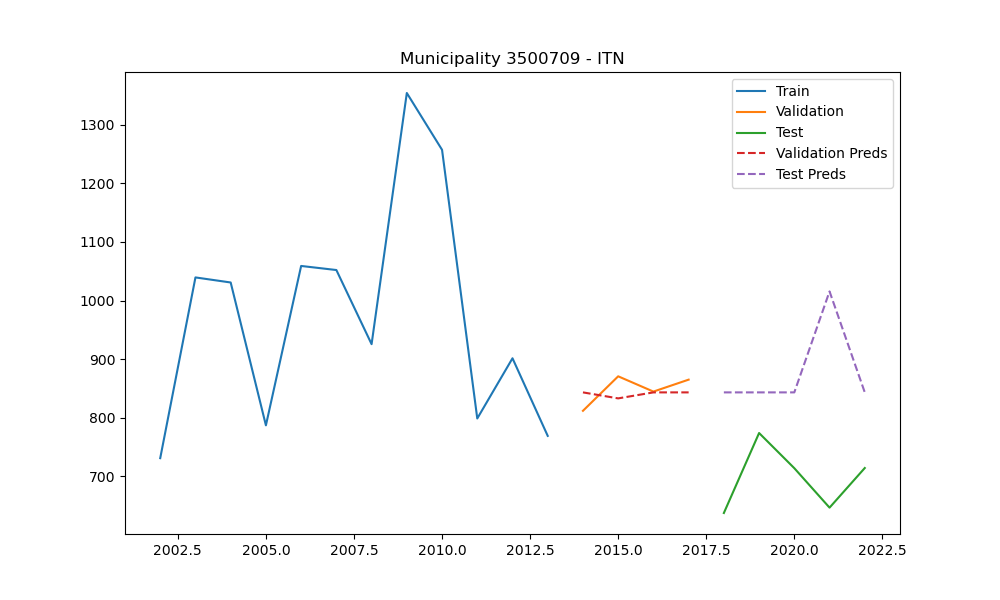 Municipality 3500709 - ITN
Train
Validation
Test
Validation Preds
Test Preds
1300
1200
1100
1000
900
800
700
2002.5 2005.0 2007.5 2010.0 2012.5 2015.0 2017.5 2020.0 2022.5